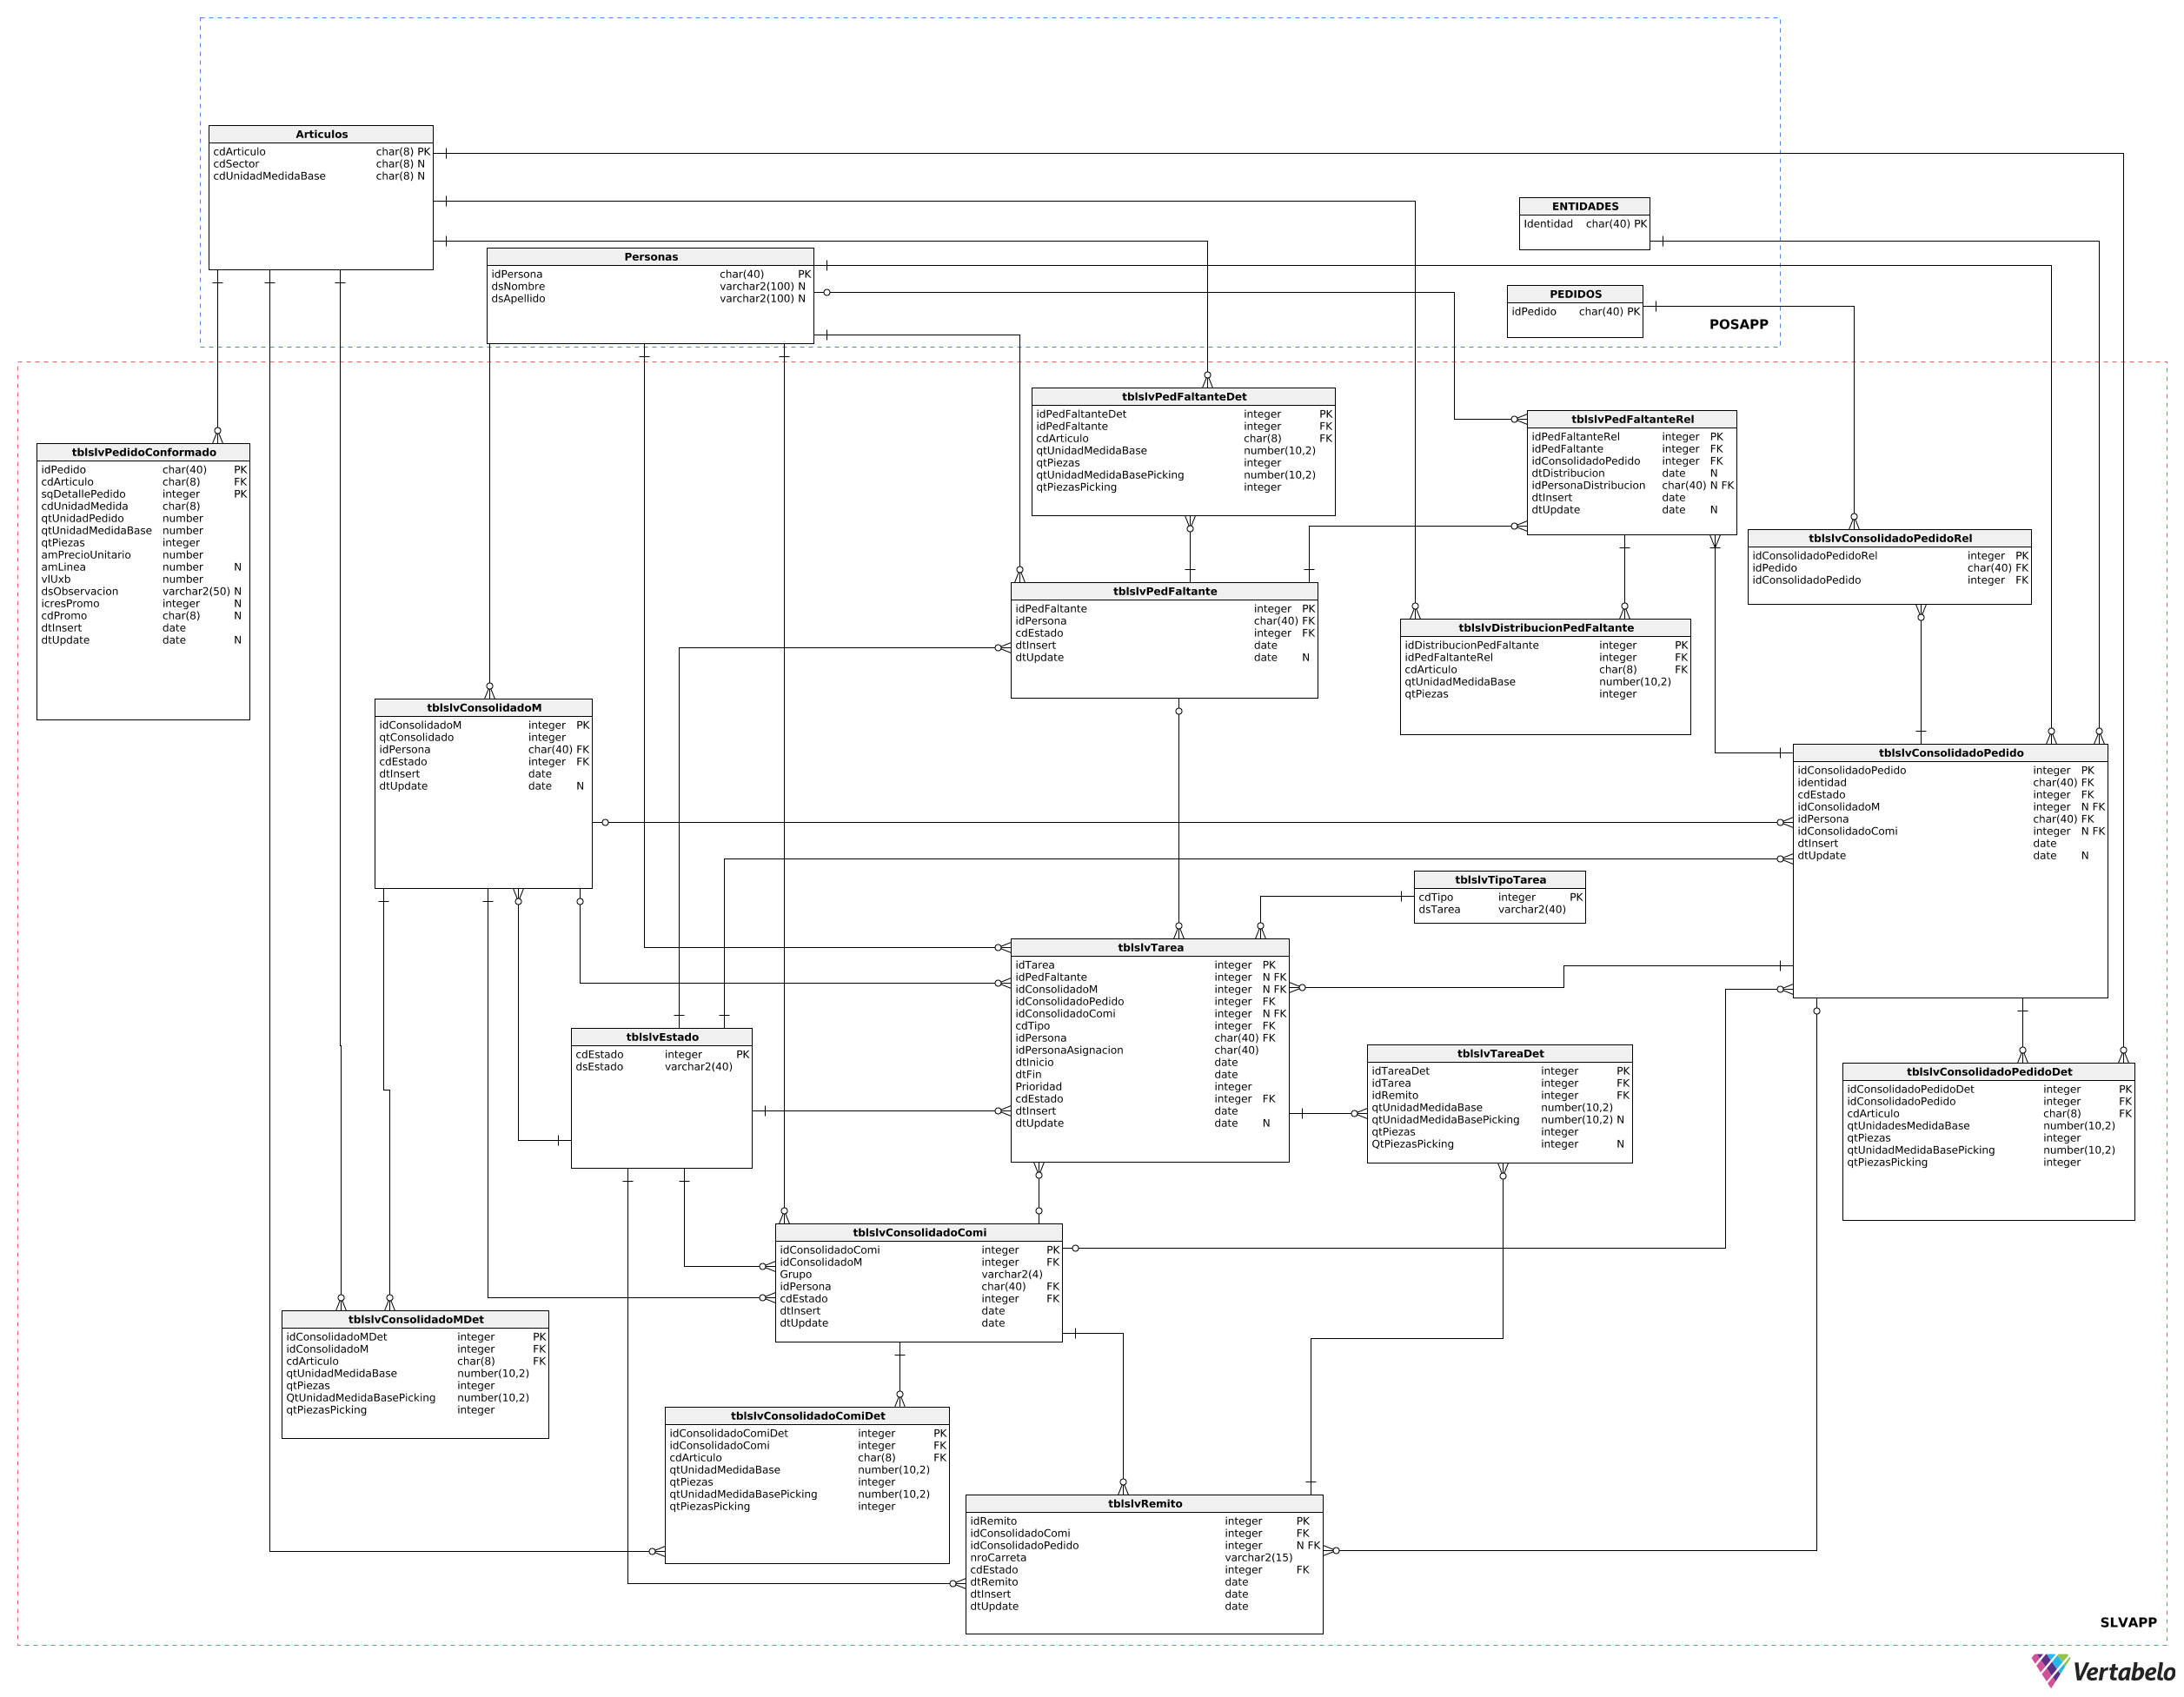 Articulos
cdArticulo char(8) PK
cdSector char(8) N
cdUnidadMedidaBase char(8) N
ENTIDADES
Identidad char(40) PK
Personas
idPersona char(40) PK
dsNombre varchar2(100) N
dsApellido varchar2(100) N
PEDIDOS
idPedido char(40) PK
POSAPP
tblslvPedFaltanteDet
idPedFaltanteDet integer PK
idPedFaltante integer FK
cdArticulo char(8) FK
qtUnidadMedidaBase number(10,2)
qtPiezas integer
qtUnidadMedidaBasePicking number(10,2)
qtPiezasPicking integer
tblslvPedFaltanteRel
idPedFaltanteRel integer PK
idPedFaltante integer FK
idConsolidadoPedido integer FK
dtDistribucion date N
idPersonaDistribucion char(40) N FK
dtInsert date
dtUpdate date N
tblslvPedidoConformado
idPedido char(40) PK
cdArticulo char(8) FK
sqDetallePedido integer PK
cdUnidadMedida char(8)
qtUnidadPedido number
qtUnidadMedidaBase number
qtPiezas integer
amPrecioUnitario number
amLinea number N
vlUxb number
dsObservacion varchar2(50) N
icresPromo integer N
cdPromo char(8) N
dtInsert date
dtUpdate date N
tblslvConsolidadoPedidoRel
idConsolidadoPedidoRel integer PK
idPedido char(40) FK
idConsolidadoPedido integer FK
tblslvPedFaltante
idPedFaltante integer PK
idPersona char(40) FK
cdEstado integer FK
dtInsert date
dtUpdate date N
tblslvDistribucionPedFaltante
idDistribucionPedFaltante integer PK
idPedFaltanteRel integer FK
cdArticulo char(8) FK
qtUnidadMedidaBase number(10,2)
qtPiezas integer
tblslvConsolidadoM
idConsolidadoM integer PK
qtConsolidado integer
idPersona char(40) FK
cdEstado integer FK
dtInsert date
dtUpdate date N
tblslvConsolidadoPedido
idConsolidadoPedido integer PK
identidad char(40) FK
cdEstado integer FK
idConsolidadoM integer N FK
idPersona char(40) FK
idConsolidadoComi integer N FK
dtInsert date
dtUpdate date N
tblslvTipoTarea
cdTipo integer PK
dsTarea varchar2(40)
tblslvTarea
idTarea integer PK
idPedFaltante integer N FK
idConsolidadoM integer N FK
idConsolidadoPedido integer FK
idConsolidadoComi integer N FK
cdTipo integer FK
idPersona char(40) FK
idPersonaAsignacion char(40)
dtInicio date
dtFin date
Prioridad integer
cdEstado integer FK
dtInsert date
dtUpdate date N
tblslvEstado
cdEstado integer PK
dsEstado varchar2(40)
tblslvTareaDet
idTareaDet integer PK
idTarea integer FK
idRemito integer FK
qtUnidadMedidaBase number(10,2)
qtUnidadMedidaBasePicking number(10,2) N
qtPiezas integer
QtPiezasPicking integer N
tblslvConsolidadoPedidoDet
idConsolidadoPedidoDet integer PK
idConsolidadoPedido integer FK
cdArticulo char(8) FK
qtUnidadesMedidaBase number(10,2)
qtPiezas integer
qtUnidadMedidaBasePicking number(10,2)
qtPiezasPicking integer
tblslvConsolidadoComi
idConsolidadoComi integer PK
idConsolidadoM integer FK
Grupo varchar2(4)
idPersona char(40) FK
cdEstado integer FK
dtInsert date
dtUpdate date
tblslvConsolidadoMDet
idConsolidadoMDet integer PK
idConsolidadoM integer FK
cdArticulo char(8) FK
qtUnidadMedidaBase number(10,2)
qtPiezas integer
QtUnidadMedidaBasePicking number(10,2)
qtPiezasPicking integer
tblslvConsolidadoComiDet
idConsolidadoComiDet integer PK
idConsolidadoComi integer FK
cdArticulo char(8) FK
qtUnidadMedidaBase number(10,2)
qtPiezas integer
qtUnidadMedidaBasePicking number(10,2)
qtPiezasPicking integer
tblslvRemito
idRemito integer PK
idConsolidadoComi integer FK
idConsolidadoPedido integer N FK
nroCarreta varchar2(15)
cdEstado integer FK
dtRemito date
dtInsert date
dtUpdate date
SLVAPP
Vertabelo